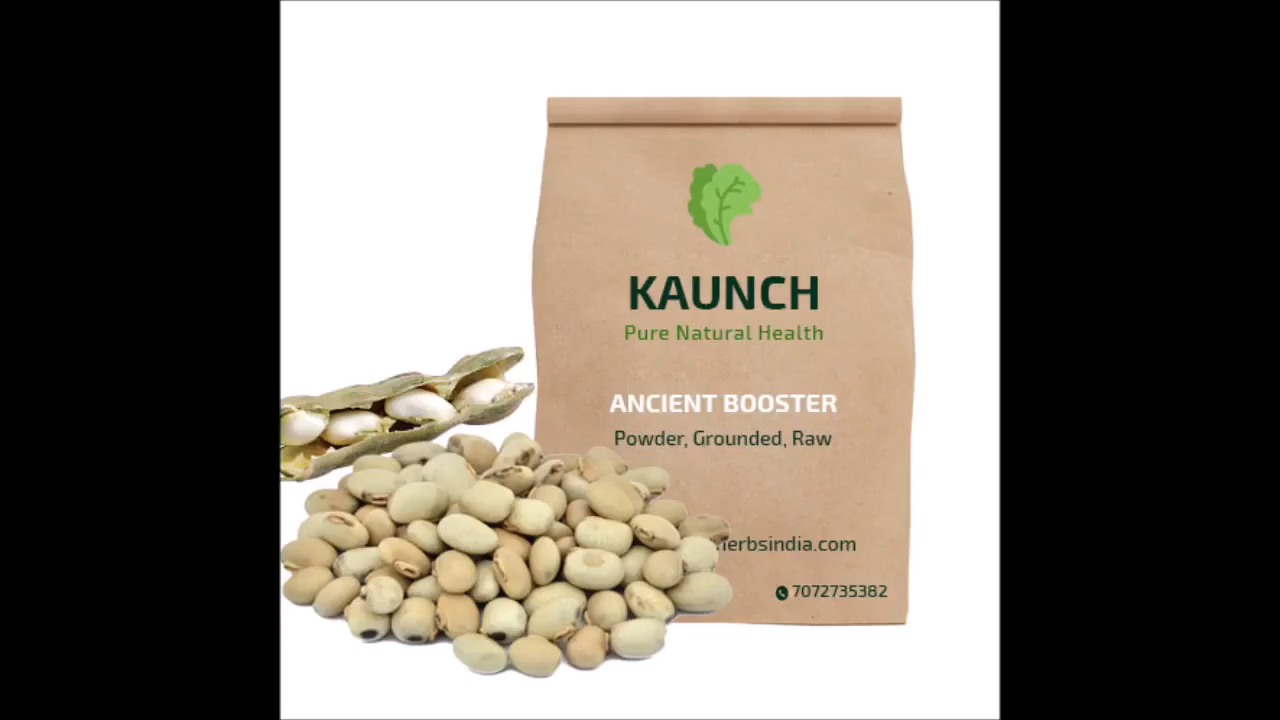 KAUNCH
Pure Natural Health
ANCIENT BOOSTER
Powder, Grounded, Raw
7072735382